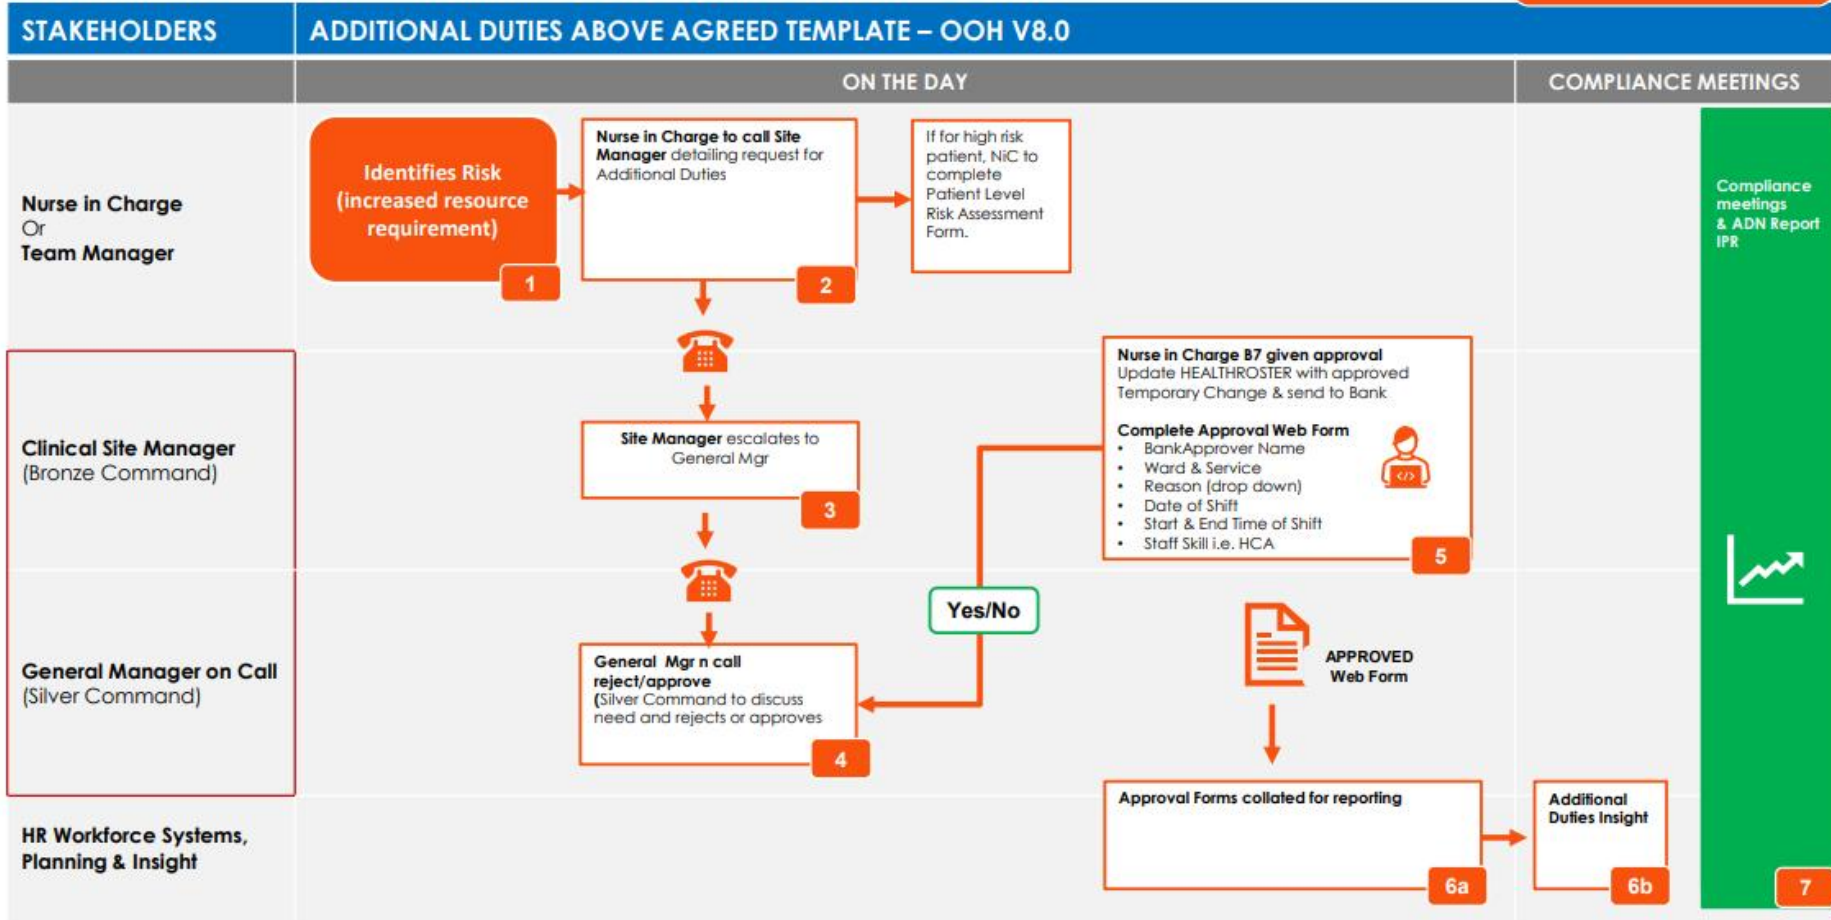 STAKEHOLDERS
ADDITIONAL DUTIES ABOVE AGREED TEMPLATE – OOH V8.0
ON THE DAY
COMPLIANCE MEETINGS
Nurse in Charge
Or
Team Manager
Identifies Risk
(increased resource
requirement)
1
Nurse in Charge to call Site
Manager detailing request for
Additional Duties
2
If for high risk
patient, NiC to
complete
Patient Level
Risk Assessment
Form.
Compliance
meetings
& ADN Report
IPR
Clinical Site Manager
(Bronze Command)
Site Manager escalates to
General Mgr
3
Nurse in Charge B7 given approval
Update HEALTHROSTER with approved
Temporary Change & send to Bank
Complete Approval Web Form
• BankApprover Name
• Ward & Service
• Reason (drop down)
• Date of Shift
• Start & End Time of Shift
• Staff Skill i.e. HCA
5
Yes/No
General Manager on Call
(Silver Command)
General Mgr n call
reject/approve
(Silver Command to discuss
need and rejects or approves
4
APPROVED
Web Form
HR Workforce Systems,
Planning & Insight
Approval Forms collated for reporting
6a
Additional
Duties Insight
6b
7